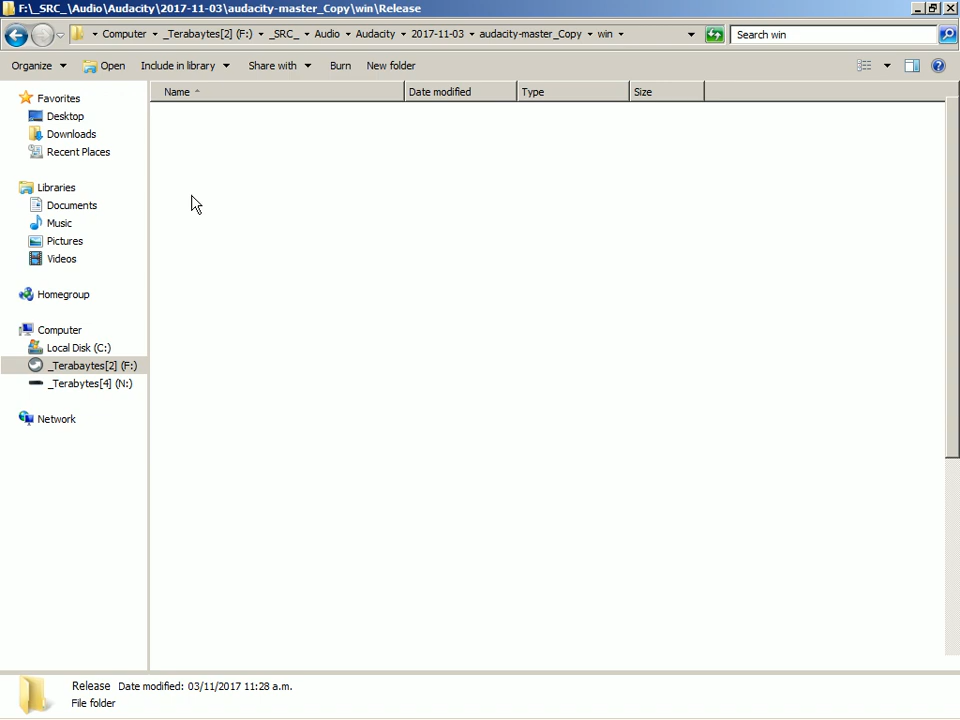 F:\_SRC_\Audio\Audacity\2017-11-03\audacity-master_Copy\win\Release
Computer _Terabaytes[2] (F:) _SRC_ Audio Audacity 2017-11-03 audacity-master_Copy win Search win
Organize Open Include in library Share with Burn New folder
Name Date modified Type Size
Favorites
Desktop
Downloads
Recent Places
Libraries
Documents
Music
Pictures
Videos
Homegroup
Computer
Local Disk (C:)
_Terabaytes[2] (F:)
_Terabytes[4] (N:)
Network
Release Date modified: 03/11/2017 11:28 a.m.
File folder